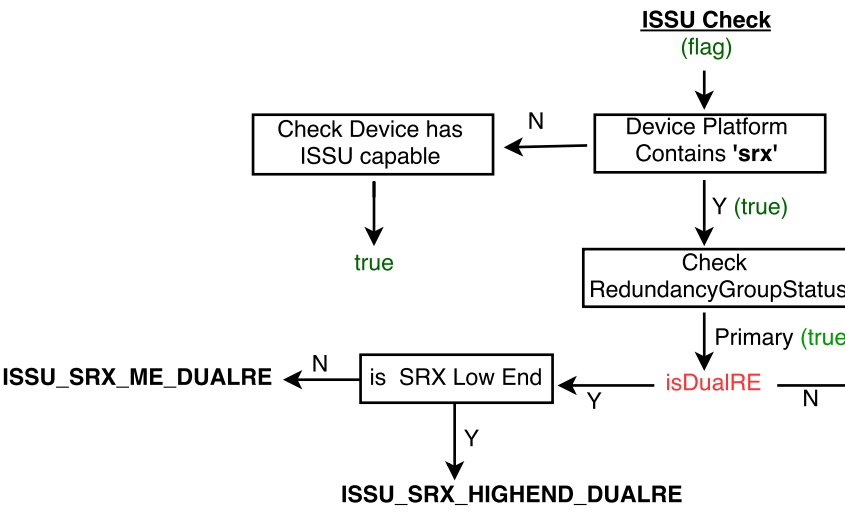 ISSU Check
(flag)
N
Check Device has
ISSU capable
Device Platform
Contains 'srx'
Y (true)
true
Check
RedundancyGroupStatus
Primary (true
ISSU_SRX_ME_DUALRE
N
is SRX Low End
Y
isDualRE
N
Y
ISSU_SRX_HIGHEND_DUALRE